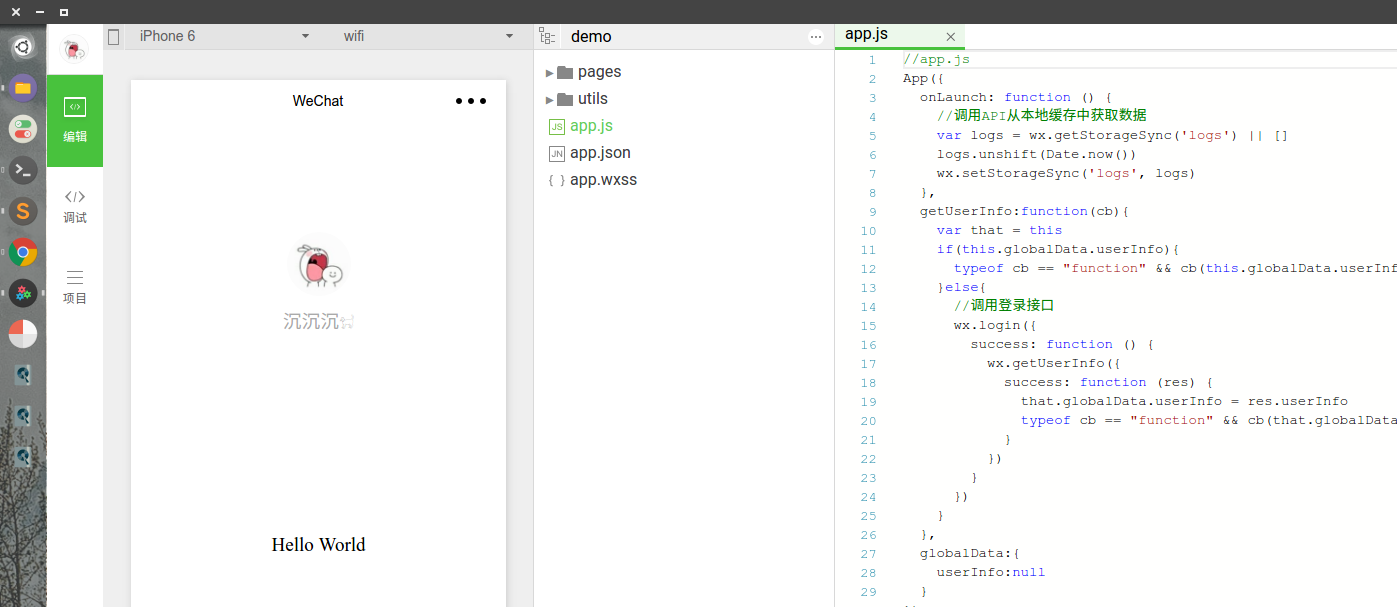 iPhone 6
wifi
编辑
调试
项目
WeChat
沉沉沉
Hello World
demo
pages
utils
JS app.js
JN app.json
{ } app.wxss
app.js
1 //app.js
2 App({
3 onLaunch: function () {
4 //调用API从本地缓存中获取数据
5 var logs = wx.getStorageSync('logs') || []
6 logs.unshift(Date.now())
7 wx.setStorageSync('logs', logs)
8 },
9 getUserInfo:function(cb){
10 var that = this
11 if(this.globalData.userInfo){
12 typeof cb == "function" && cb(this.globalData.userInf
13 }else{
14 //调用登录接口
15 wx.login({
16 success: function () {
17 wx.getUserInfo({
18 success: function (res) {
19 that.globalData.userInfo = res.userInfo
20 typeof cb == "function" && cb(that.globalData
21 }
22 })
23 }
24 })
25 }
26 },
27 globalData:{
28 userInfo:null
29 }